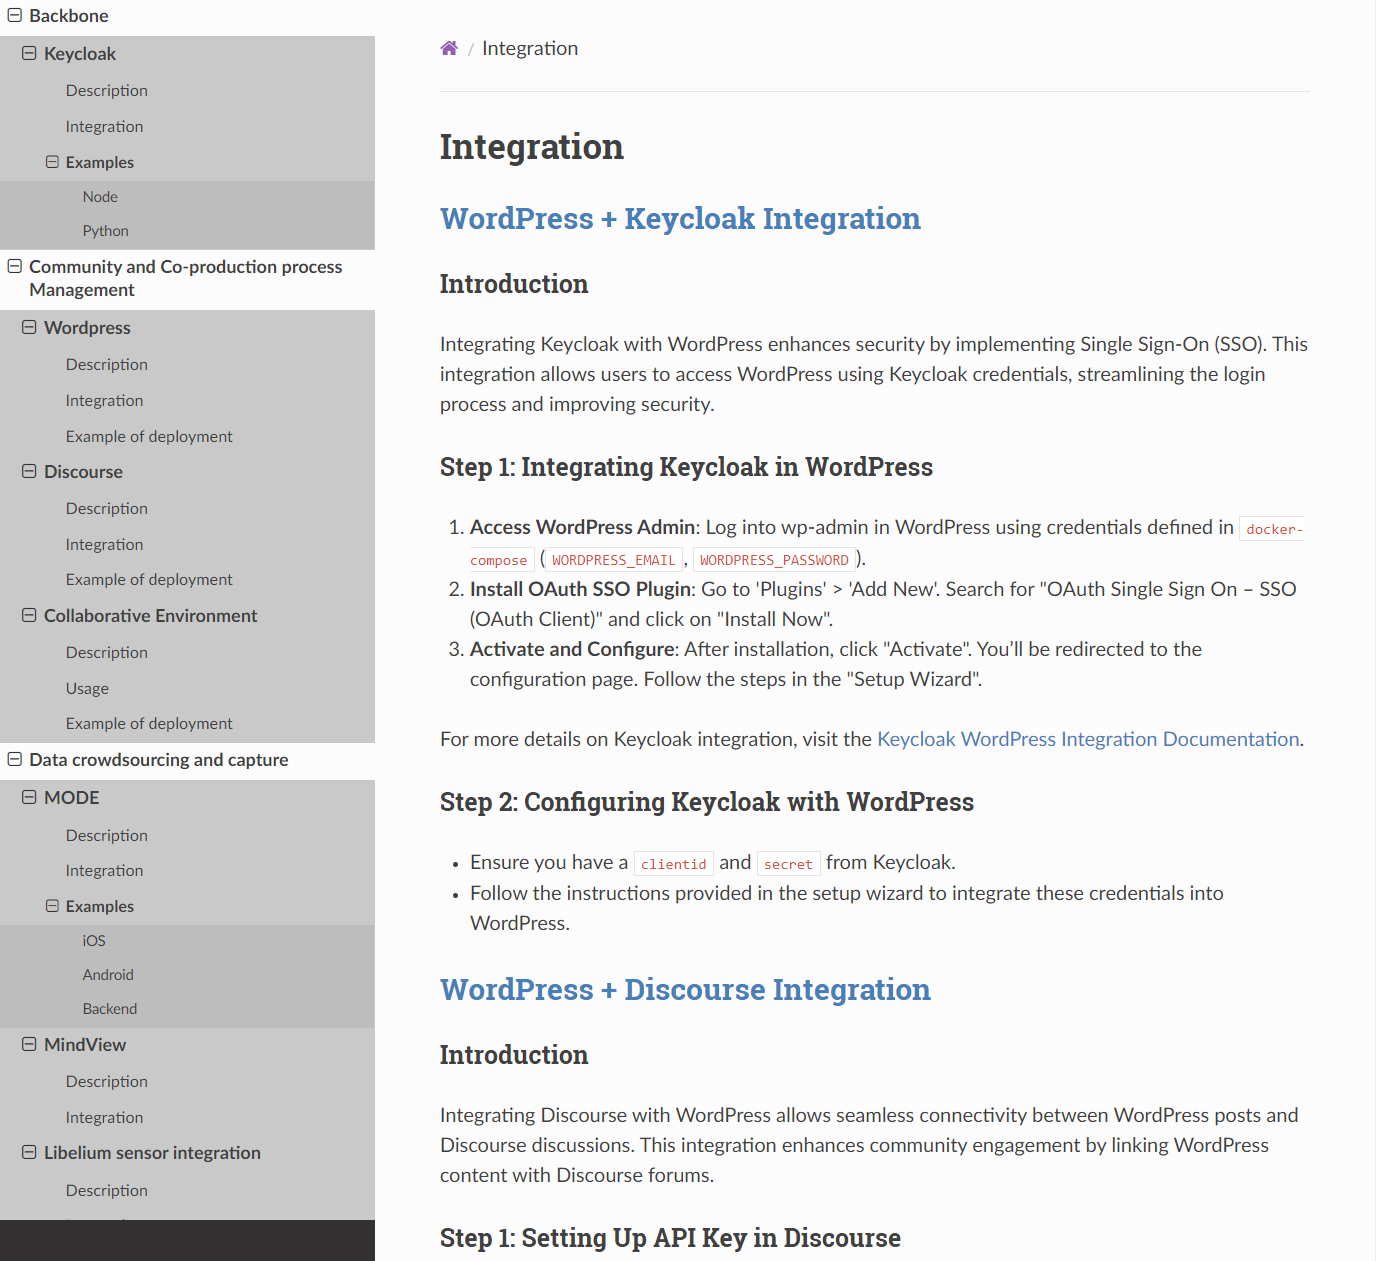 Backbone
Keycloak
Description
Integration
Examples
Node
Python
Community and Co-production process
Management
Wordpress
Description
Integration
Example of deployment
Discourse
Description
Integration
Example of deployment
Collaborative Environment
Description
Usage
Example of deployment
Data crowdsourcing and capture
MODE
Description
Integration
Examples
iOS
Android
Backend
MindView
Description
Integration
Libelium sensor integration
Description
/ Integration
Integration
WordPress + Keycloak Integration
Introduction
Integrating Keycloak with WordPress enhances security by implementing Single Sign-On (SSO). This
integration allows users to access WordPress using Keycloak credentials, streamlining the login
process and improving security.
Step 1: Integrating Keycloak in WordPress
1. Access WordPress Admin: Log into wp-admin in WordPress using credentials defined in docker-
compose (WORDPRESS_EMAIL, WORDPRESS_PASSWORD).
2. Install OAuth SSO Plugin: Go to 'Plugins' > 'Add New'. Search for "OAuth Single Sign On – SSO
(OAuth Client)" and click on "Install Now".
3. Activate and Configure: After installation, click "Activate". You’ll be redirected to the
configuration page. Follow the steps in the "Setup Wizard".
For more details on Keycloak integration, visit the Keycloak WordPress Integration Documentation.
Step 2: Configuring Keycloak with WordPress
• Ensure you have a clientid and secret from Keycloak.
• Follow the instructions provided in the setup wizard to integrate these credentials into
WordPress.
WordPress + Discourse Integration
Introduction
Integrating Discourse with WordPress allows seamless connectivity between WordPress posts and
Discourse discussions. This integration enhances community engagement by linking WordPress
content with Discourse forums.
Step 1: Setting Up API Key in Discourse